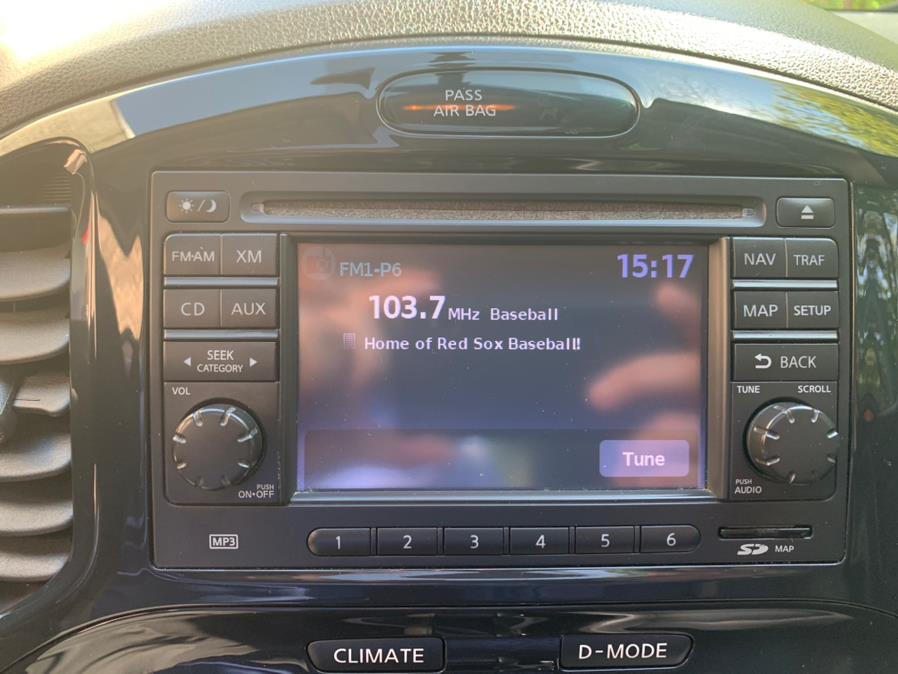 PASS
AIR BAG
FM•AM XM
CD AUX
SEEK
CATEGORY
VOL
PUSH
ON•OFF
FM1-P6 15:17
103.7 MHz Baseball
Home of Red Sox Baseball!
Tune
NAV TRAF
MAP SETUP
BACK
TUNE SCROLL
PUSH
AUDIO
MP3
1 2 3 4 5 6
SD MAP
CLIMATE D-MODE